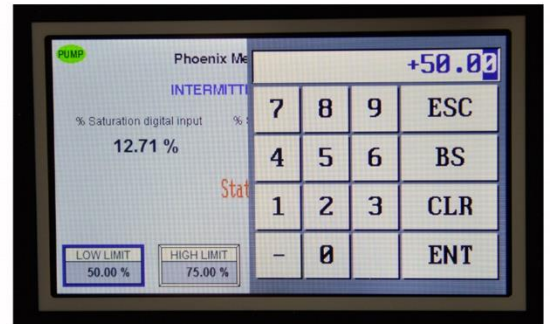 PUMP
Phoenix Me
INTERMITT
% Saturation digital input
%
12.71 %
Stat
LOW LIMIT
50.00 %
HIGH LIMIT
75.00 %
+50.00
7 8 9 ESC
4 5 6 BS
1 2 3 CLR
- 0 ENT